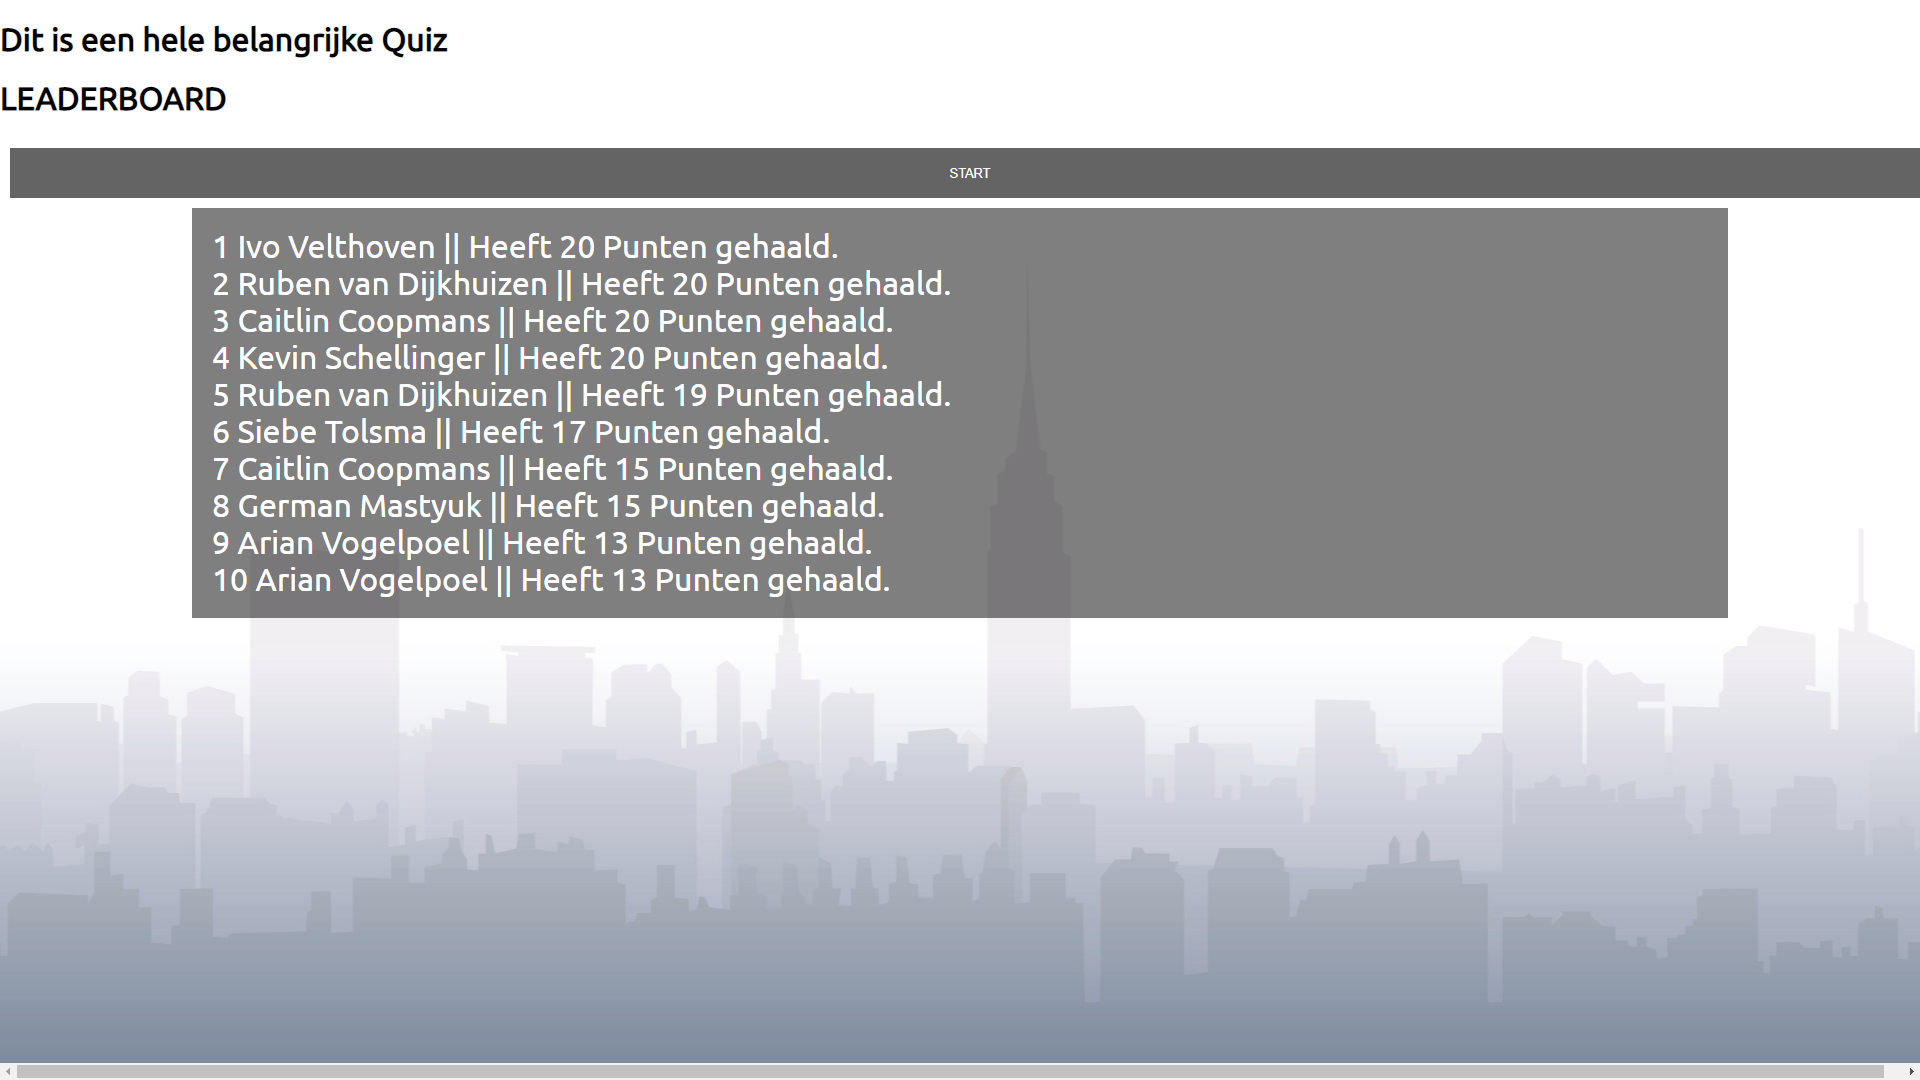 Dit is een hele belangrijke Quiz
LEADERBOARD
START
1 Ivo Velthoven || Heeft 20 Punten gehaald.
2 Ruben van Dijkhuizen || Heeft 20 Punten gehaald.
3 Caitlin Coopmans || Heeft 20 Punten gehaald.
4 Kevin Schellinger || Heeft 20 Punten gehaald.
5 Ruben van Dijkhuizen || Heeft 19 Punten gehaald.
6 Siebe Tolsma || Heeft 17 Punten gehaald.
7 Caitlin Coopmans || Heeft 15 Punten gehaald.
8 German Mastyuk || Heeft 15 Punten gehaald.
9 Arian Vogelpoel || Heeft 13 Punten gehaald.
10 Arian Vogelpoel || Heeft 13 Punten gehaald.